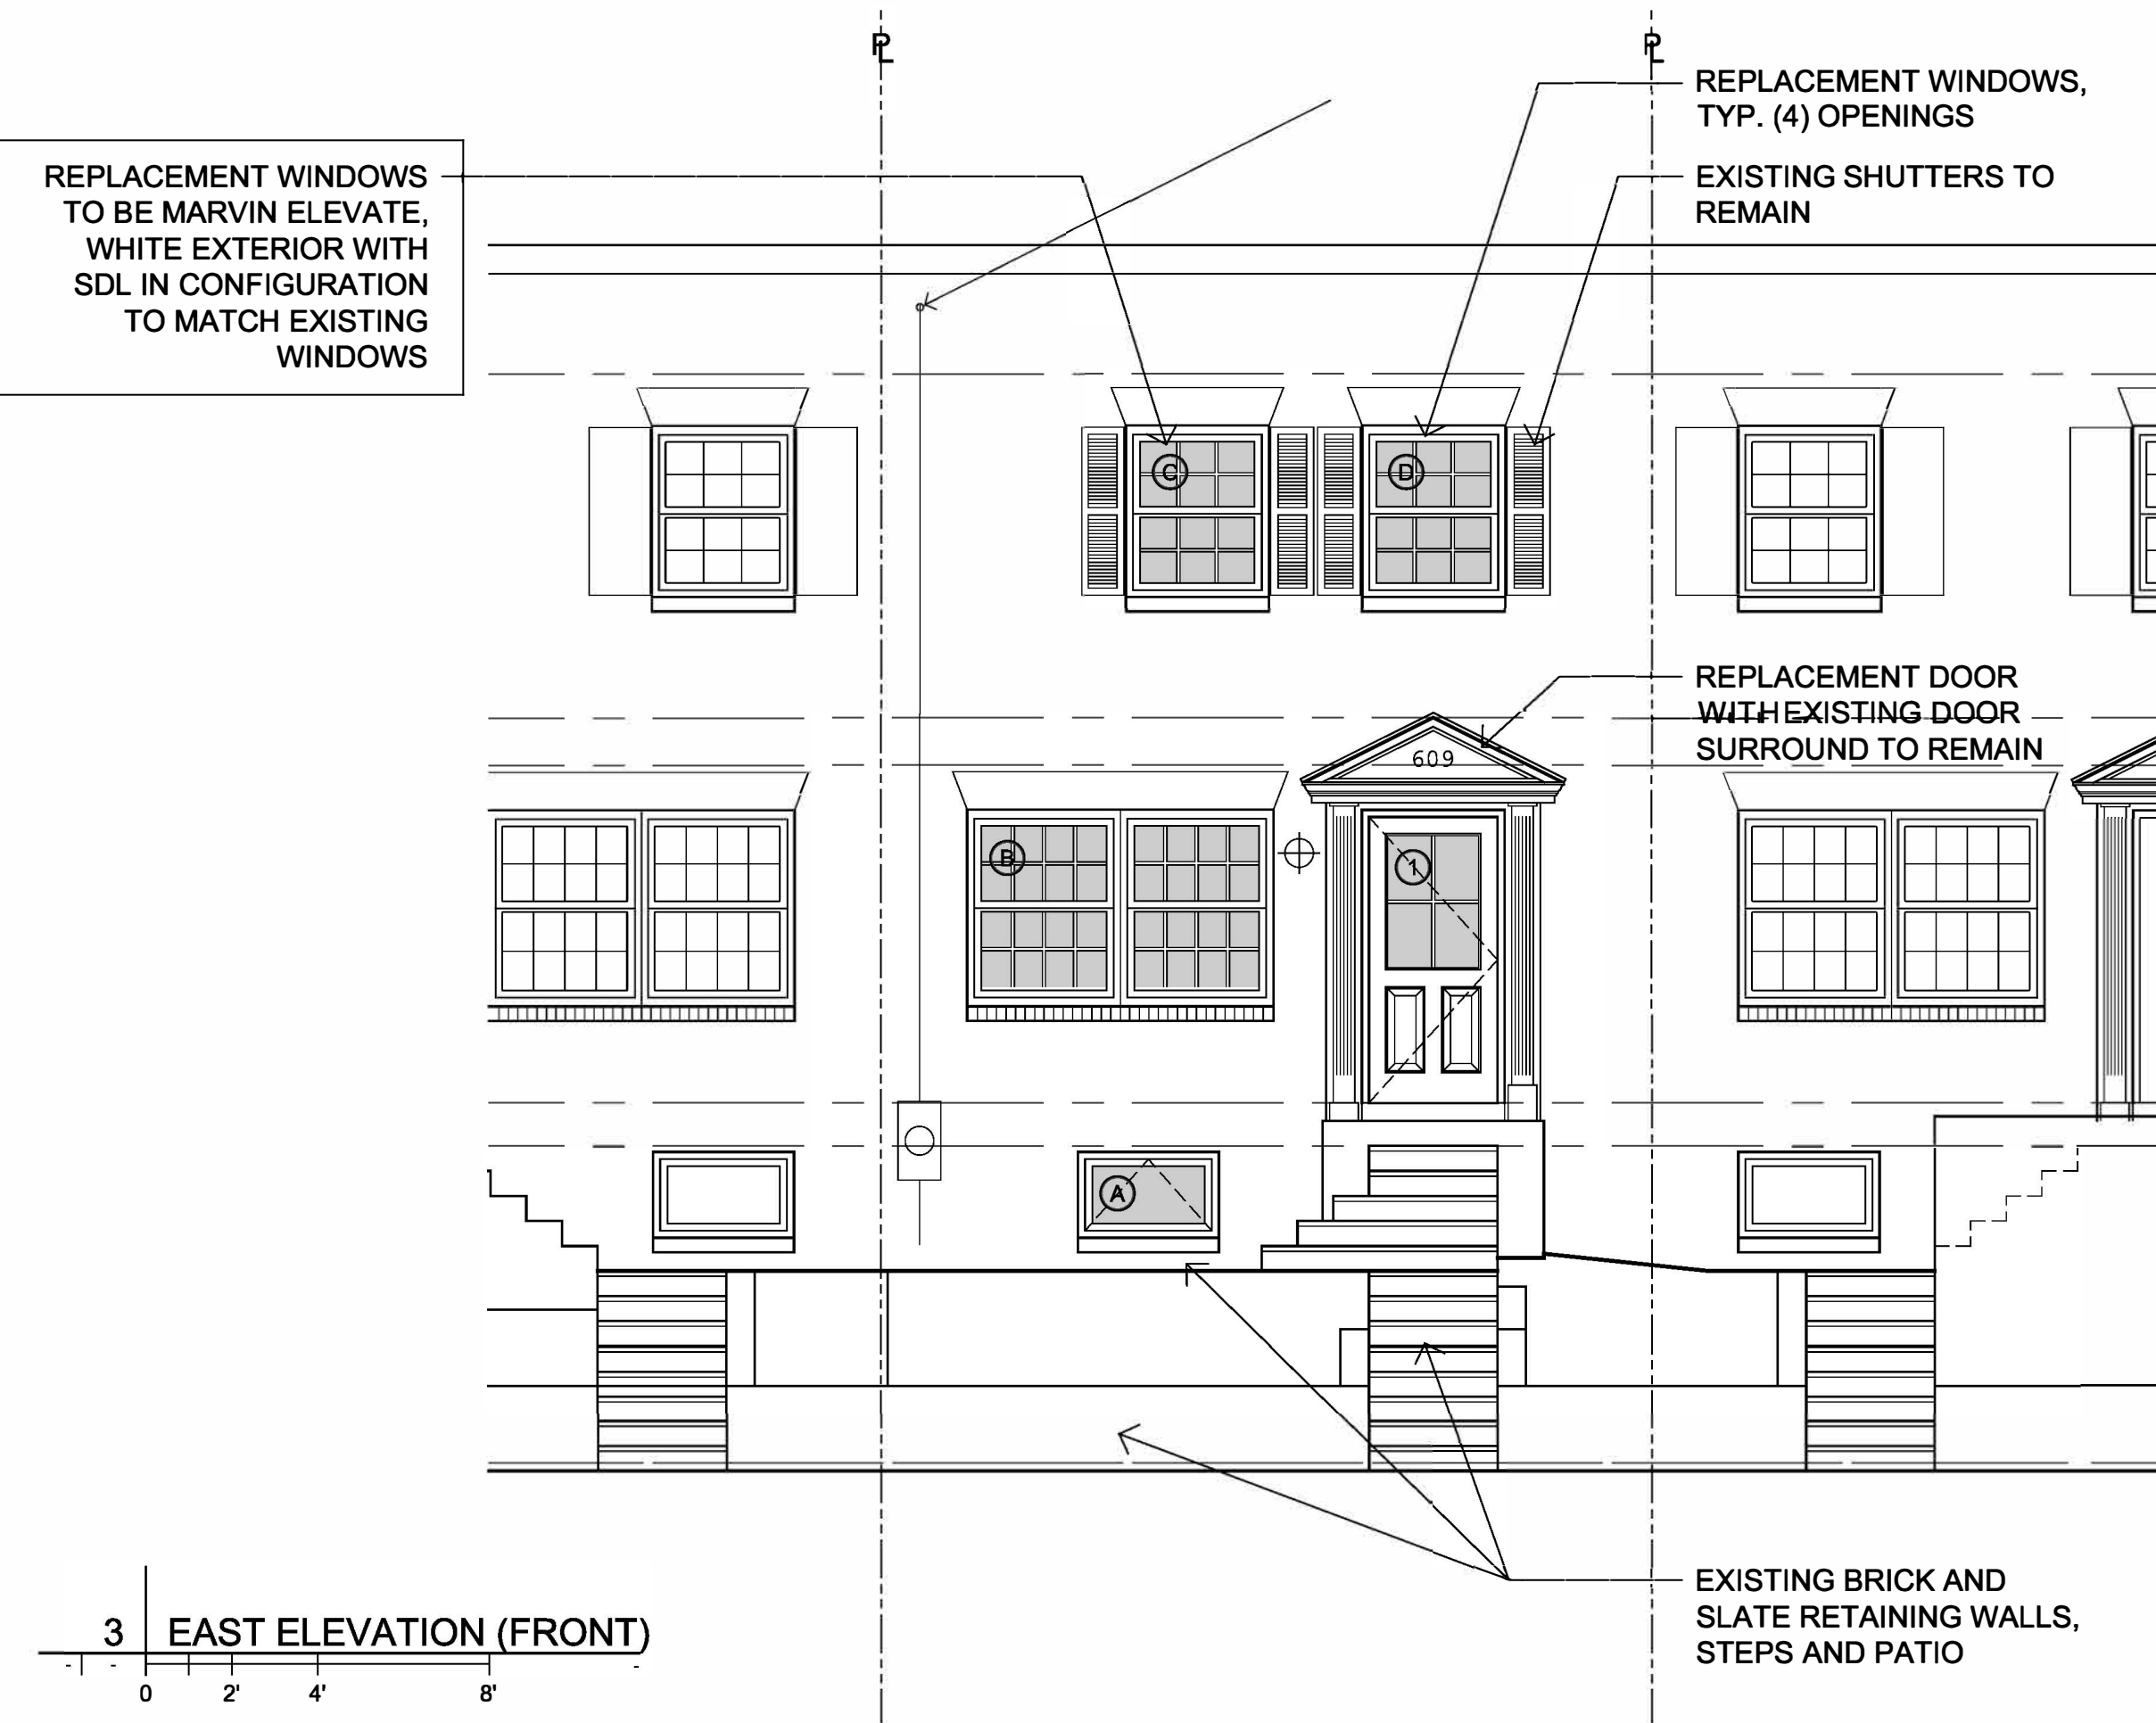 PL
PL
REPLACEMENT WINDOWS,
TYP. (4) OPENINGS
EXISTING SHUTTERS TO
REMAIN
REPLACEMENT WINDOWS
TO BE MARVIN ELEVATE,
WHITE EXTERIOR WITH
SDL IN CONFIGURATION
TO MATCH EXISTING
WINDOWS
C
D
REPLACEMENT DOOR
WITH EXISTING DOOR
SURROUND TO REMAIN
609
B
1
A
EXISTING BRICK AND
SLATE RETAINING WALLS,
STEPS AND PATIO
3 EAST ELEVATION (FRONT)
0 2' 4' 8'